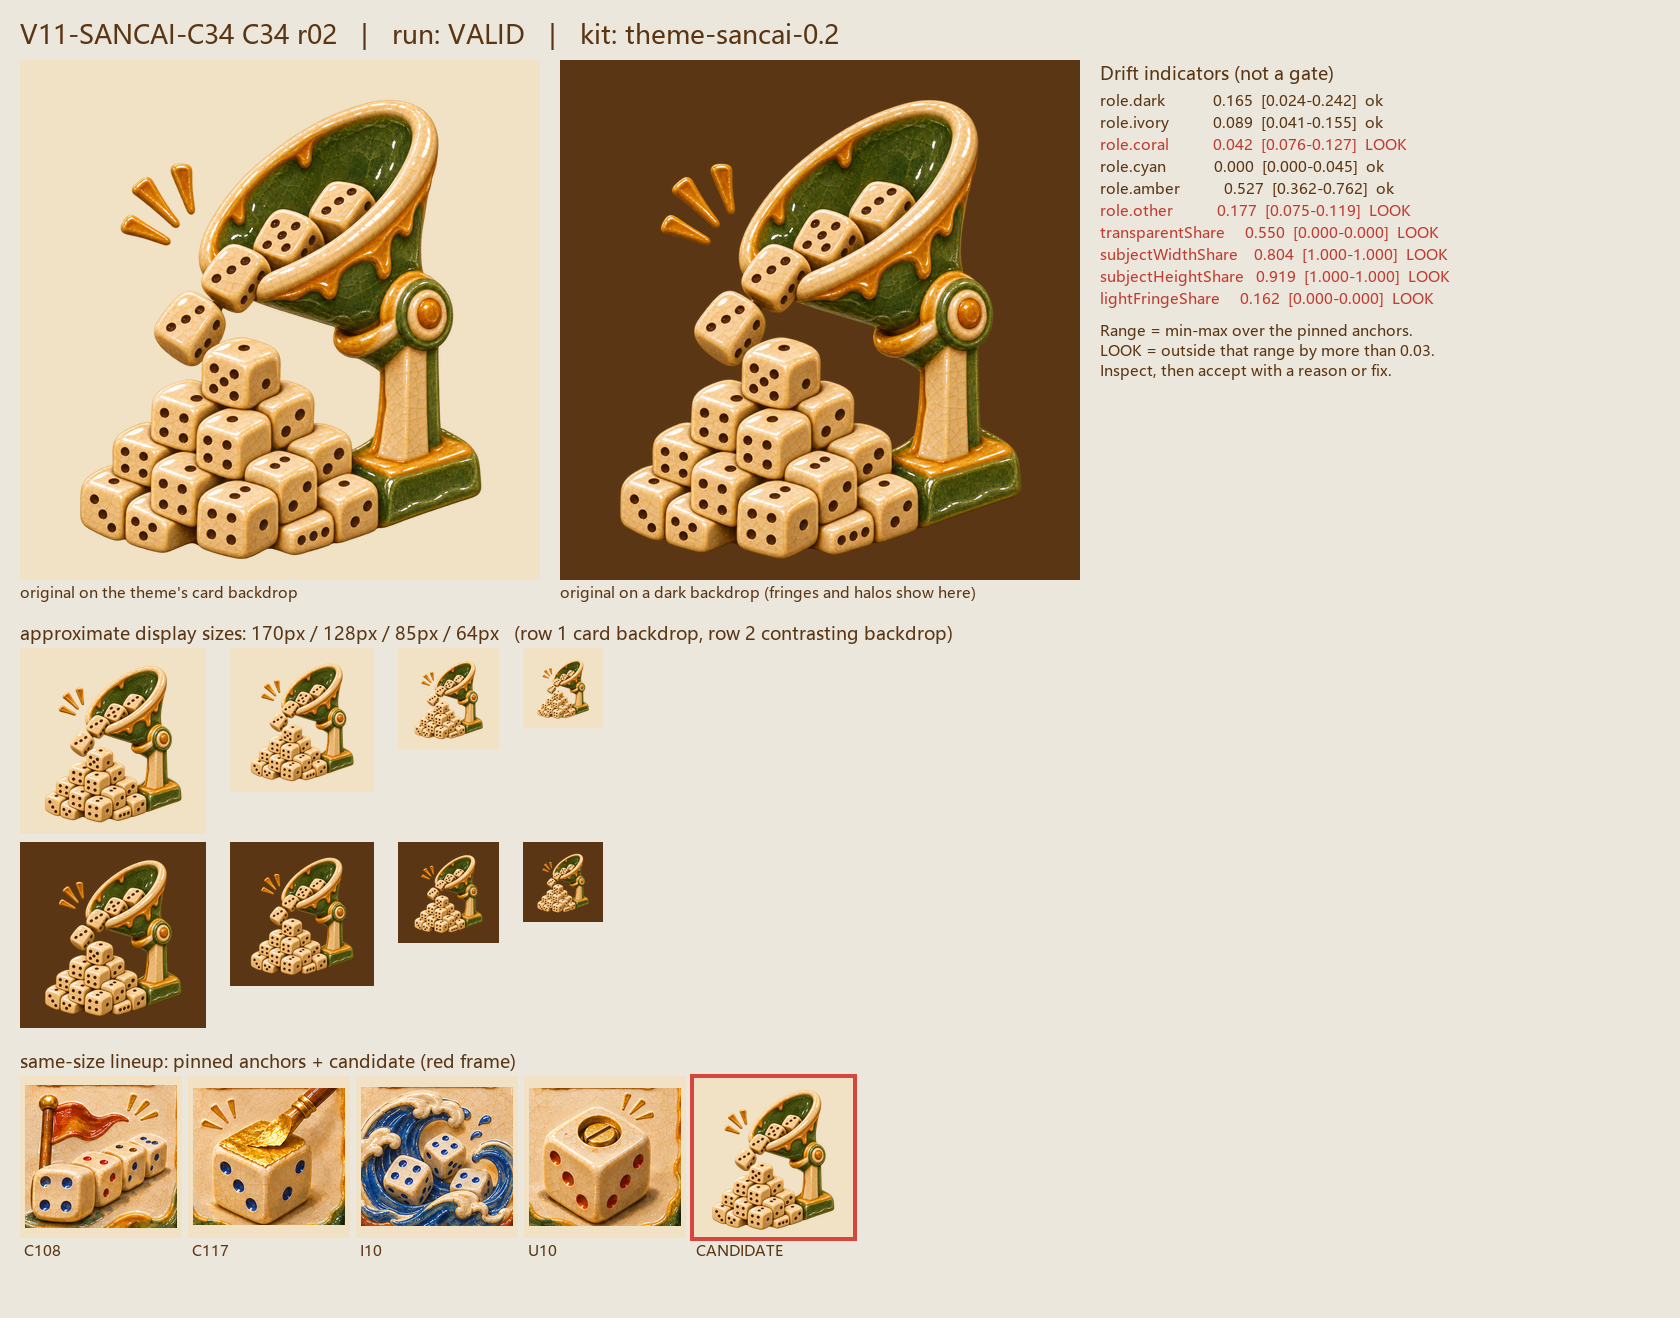 V11-SANCAI-C34 C34 r02 | run: VALID | kit: theme-sancai-0.2
Drift indicators (not a gate)
role.dark 0.165 [0.024-0.242] ok
role.ivory 0.089 [0.041-0.155] ok
role.coral 0.042 [0.076-0.127] LOOK
role.cyan 0.000 [0.000-0.045] ok
role.amber 0.527 [0.362-0.762] ok
role.other 0.177 [0.075-0.119] LOOK
transparentShare 0.550 [0.000-0.000] LOOK
subjectWidthShare 0.804 [1.000-1.000] LOOK
subjectHeightShare 0.919 [1.000-1.000] LOOK
lightFringeShare 0.162 [0.000-0.000] LOOK
Range = min-max over the pinned anchors.
LOOK = outside that range by more than 0.03.
Inspect, then accept with a reason or fix.
original on the theme's card backdrop
original on a dark backdrop (fringes and halos show here)
approximate display sizes: 170px / 128px / 85px / 64px (row 1 card backdrop, row 2 contrasting backdrop)
same-size lineup: pinned anchors + candidate (red frame)
C108
C117
I10
U10
CANDIDATE